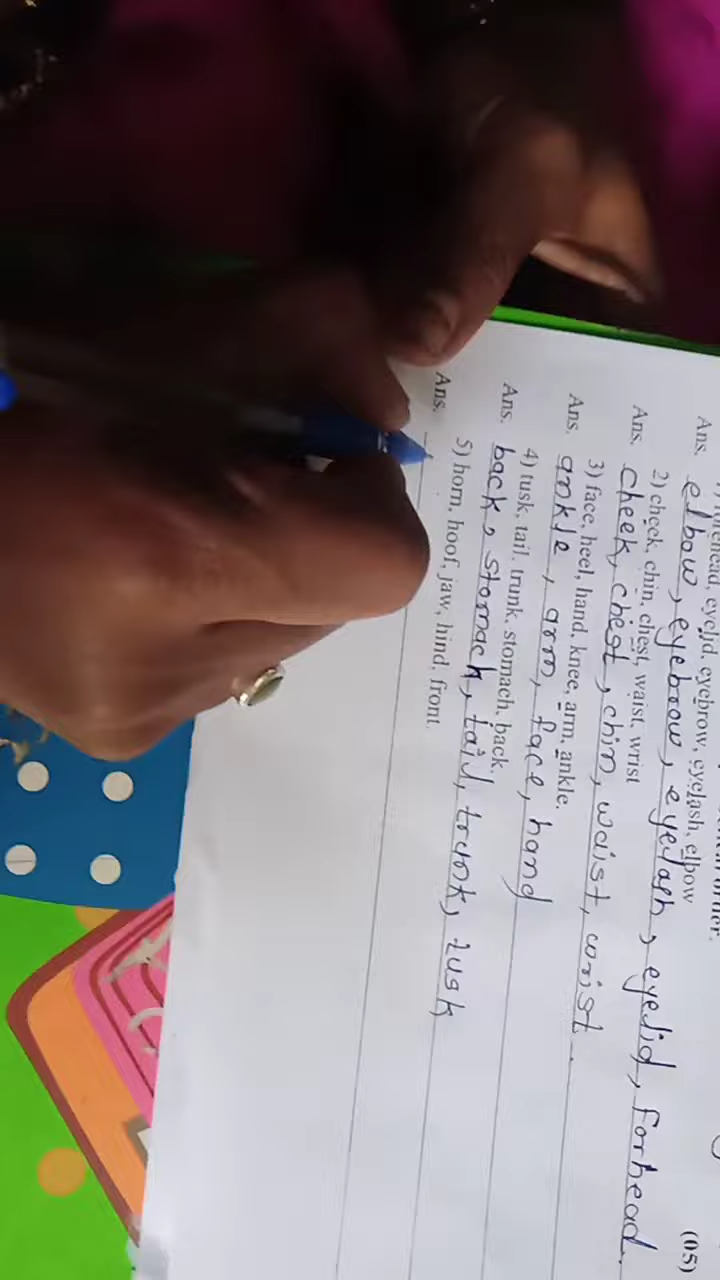 (05)
forehead, eyelid, eyebrow, eyelash, elbow
Ans. elbow, eyebrow, eyelash, eyelid, forhead.
2) cheek, chin, chest, waist, wrist
Ans. cheek, chest, chin, waist, wrist.
3) face, heel, hand, knee, arm, ankle.
Ans. ankle, arm, face, hand
4) tusk, tail, trunk, stomach, back.
Ans. back, stomach, tail, trunk, tusk
5) horn, hoof, jaw, hind, front.
Ans.